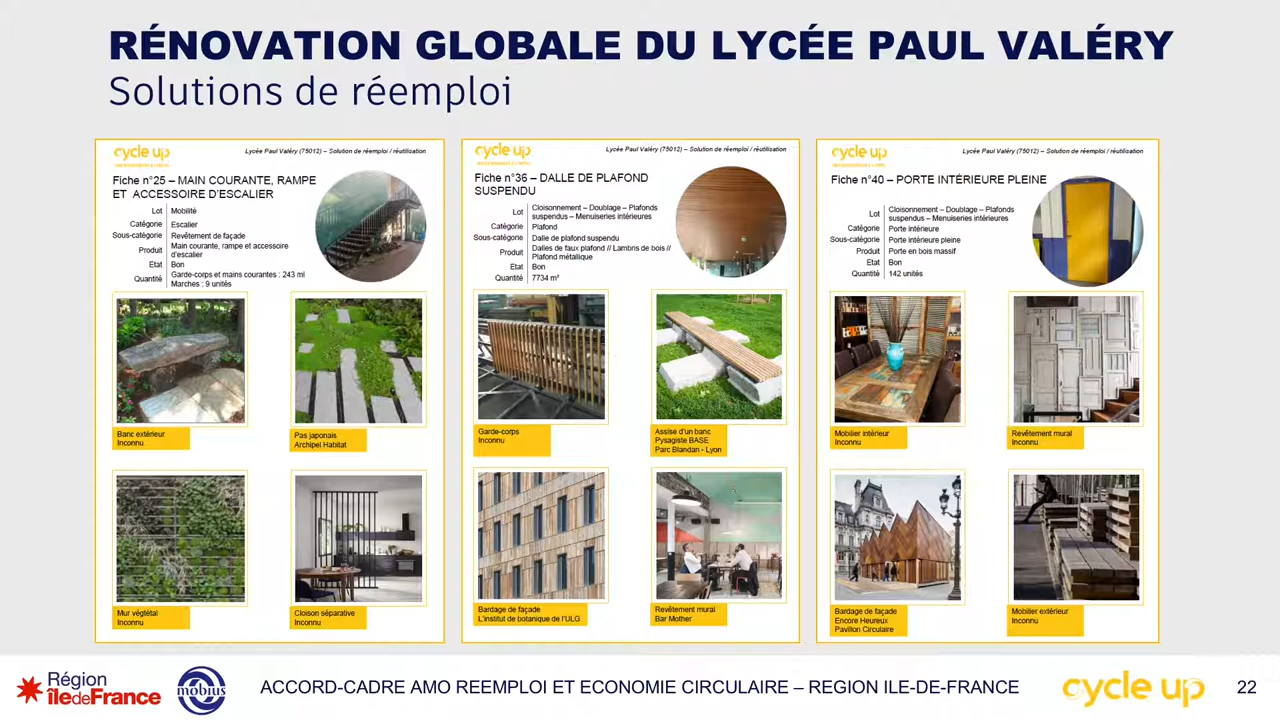 RÉNOVATION GLOBALE DU LYCÉE PAUL VALÉRY
Solutions de réemploi
cycle up
Lycée Paul Valéry (75012) – Solution de réemploi / réutilisation
Fiche n°25 – MAIN COURANTE, RAMPE
ET ACCESSOIRE D'ESCALIER
Lot Mobilité
Catégorie Escalier
Sous-catégorie Revêtement de façade
Produit Main courante, rampe et accessoire
d'escalier
Etat Bon
Quantité Garde-corps et mains courantes : 243 ml
Marches : 9 unités
Banc extérieur
Inconnu
Pas japonais
Archipel Habitat
Mur végtétal
Inconnu
Cloison séparative
Inconnu
cycle up
Lycée Paul Valéry (75012) – Solution de réemploi / réutilisation
Fiche n°36 – DALLE DE PLAFOND
SUSPENDU
Lot Cloisonnement – Doublage – Plafonds
suspendus – Menuiseries intérieures
Catégorie Plafond
Sous-catégorie Dalle de plafond suspendu
Produit Dalles de faux plafond // Lambris de bois //
Plafond métallique
Etat Bon
Quantité 7734 m²
Garde-corps
Inconnu
Assise d'un banc
Pysagiste BASE
Parc Blandan - Lyon
Bardage de façade
L'institut de botanique de l'ULG
Revêtement mural
Bar Mother
cycle up
Lycée Paul Valéry (75012) – Solution de réemploi / réutilisation
Fiche n°40 – PORTE INTÉRIEURE PLEINE
Lot Cloisonnement – Doublage – Plafonds
suspendus – Menuiseries intérieures
Catégorie Porte intérieure
Sous-catégorie Porte intérieure pleine
Produit Porte en bois massif
Etat Bon
Quantité 142 unités
Mobilier intérieur
Inconnu
Revêtement mural
Inconnu
Bardage de façade
Encore Heureux
Pavillon Circulaire
Mobilier extérieur
Inconnu
Région
îledeFrance
mobius
ACCORD-CADRE AMO REEMPLOI ET ECONOMIE CIRCULAIRE – REGION ILE-DE-FRANCE
cycle up
22